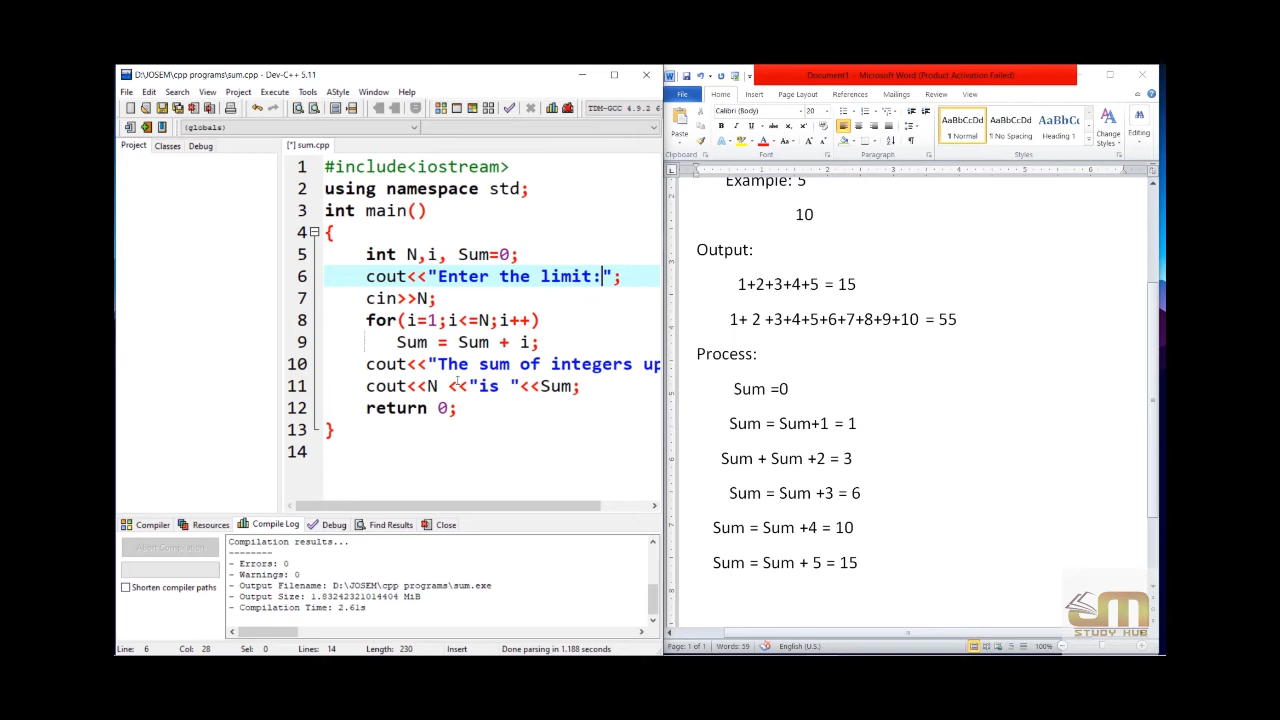 D:\JOSEM\cpp programs\sum.cpp - Dev-C++ 5.11
File Edit Search View Project Execute Tools AStyle Window Help
TDM-GCC 4.9.2 6
(globals)
Project Classes Debug
[*] sum.cpp
1 #include<iostream>
2 using namespace std;
3 int main()
4 {
5 int N,i, Sum=0;
6 cout<<"Enter the limit:";
7 cin>>N;
8 for(i=1;i<=N;i++)
9 Sum = Sum + i;
10 cout<<"The sum of integers up
11 cout<<N <<"is "<<Sum;
12 return 0;
13 }
14
Compiler Resources Compile Log Debug Find Results Close
Abort Compilation
Shorten compiler paths
Compilation results...
--------
- Errors: 0
- Warnings: 0
- Output Filename: D:\JOSEM\cpp programs\sum.exe
- Output Size: 1.83242321014404 MiB
- Compilation Time: 2.61s
Line: 6 Col: 28 Sel: 0 Lines: 14 Length: 230 Insert Done parsing in 1.188 seconds
Document1 - Microsoft Word (Product Activation Failed)
File Home Insert Page Layout References Mailings Review View
Paste
Calibri (Body) 20
AaBbCcDd AaBbCcDd AaBbCc
¶ Normal ¶ No Spacing Heading 1
Change Styles
Editing
Clipboard Font Paragraph Styles
Example: 5
10
Output:
1+2+3+4+5 = 15
1+ 2 +3+4+5+6+7+8+9+10 = 55
Process:
Sum =0
Sum = Sum+1 = 1
Sum + Sum +2 = 3
Sum = Sum +3 = 6
Sum = Sum +4 = 10
Sum = Sum + 5 = 15
JM
STUDY HUB
Page: 1 of 1 Words: 59 English (U.S.) 100%